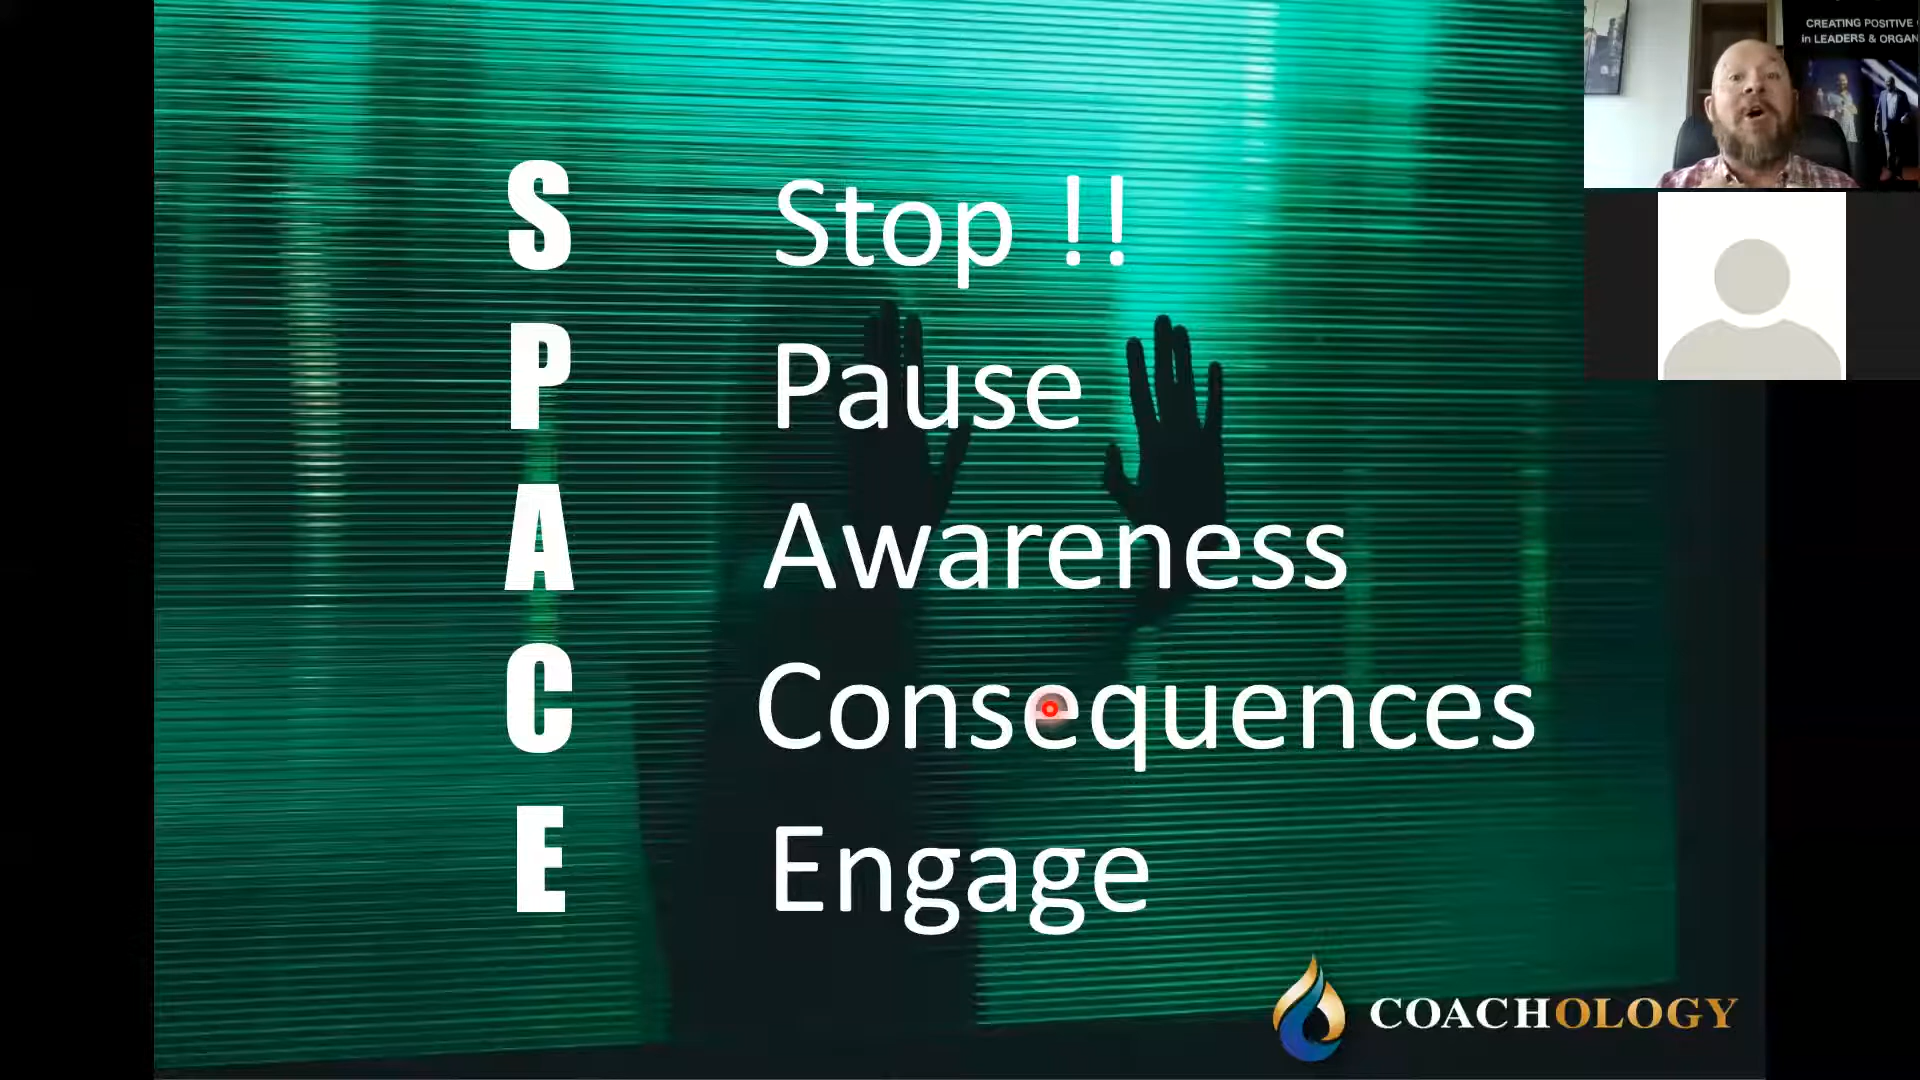 CREATING POSITIVE
in LEADERS & ORGAN
S Stop !!
P Pause
A Awareness
C Consequences
E Engage
COACHOLOGY